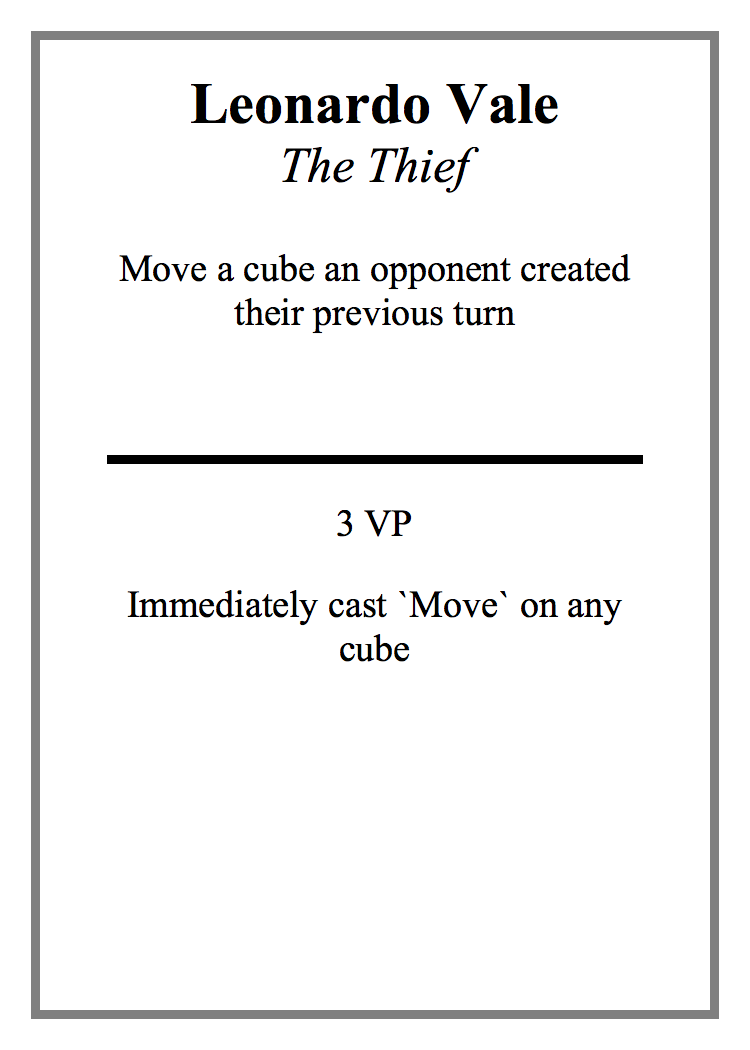 Leonardo Vale
The Thief
Move a cube an opponent created
their previous turn
3 VP
Immediately cast `Move` on any
cube